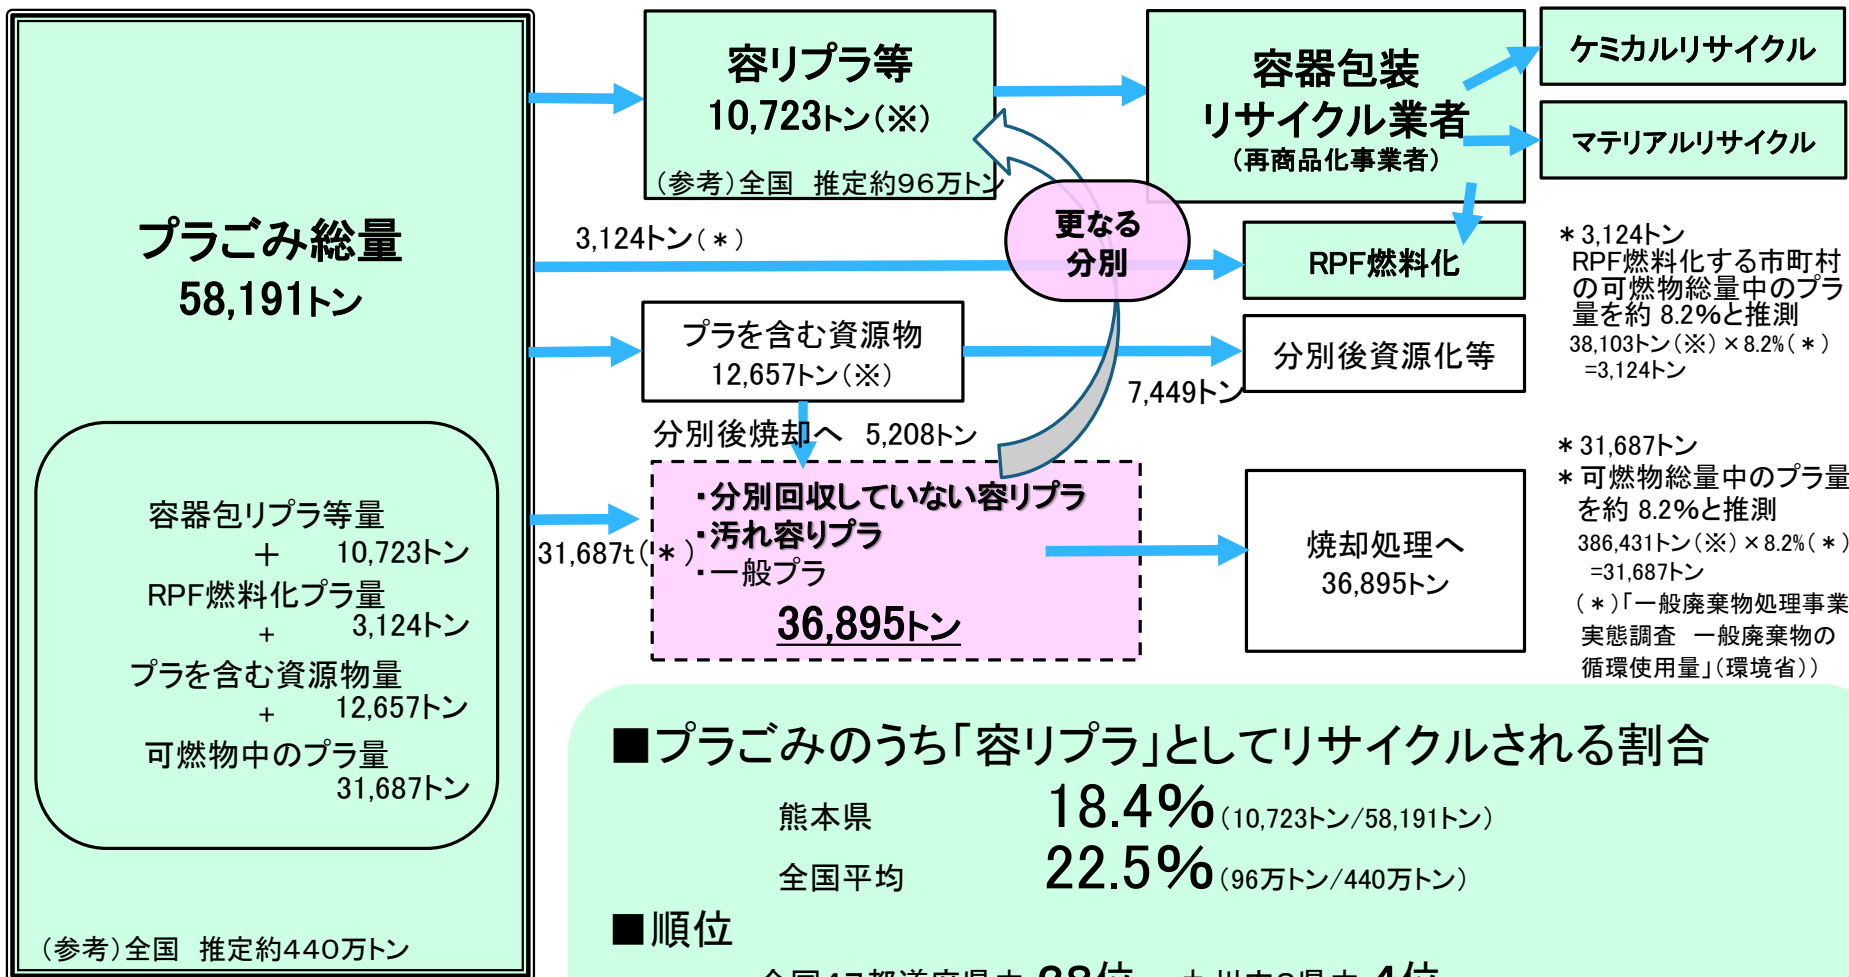 プラごみ総量
58,191トン
容器包リプラ等量
＋ 10,723トン
RPF燃料化プラ量
+ 3,124トン
プラを含む資源物量
+ 12,657トン
可燃物中のプラ量
31,687トン
（参考）全国 推定約440万トン
容リプラ等
10,723トン（※）
（参考）全国 推定約96万トン
容器包装
リサイクル業者
（再商品化事業者）
ケミカルリサイクル
マテリアルリサイクル
3,124トン（＊）
更なる
分別
RPF燃料化
＊3,124トン
RPF燃料化する市町村
の可燃物総量中のプラ
量を約 8.2%と推測
38,103トン（※）×8.2%（＊）
=3,124トン
プラを含む資源物
12,657トン（※）
7,449トン
分別後資源化等
分別後焼却へ 5,208トン
31,687t（＊）
・分別回収していない容リプラ
・汚れ容りプラ
・一般プラ
36,895トン
焼却処理へ
36,895トン
＊31,687トン
＊可燃物総量中のプラ量
を約 8.2%と推測
386,431トン（※）×8.2%（＊）
=31,687トン
（＊）「一般廃棄物処理事業
実態調査 一般廃棄物の
循環使用量」（環境省））
■プラごみのうち「容リプラ」としてリサイクルされる割合
熊本県 18.4%（10,723トン/58,191トン）
全国平均 22.5%（96万トン/440万トン）
■順位